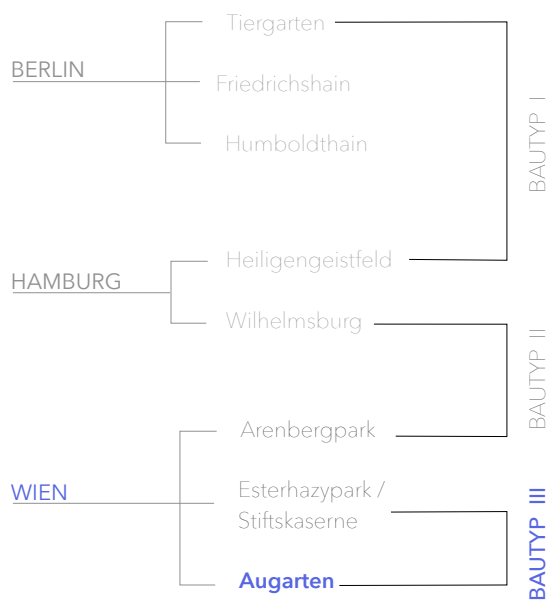 Tiergarten
BERLIN
Friedrichshain
Humboldthain
BAUTYP I
Heiligengeistfeld
HAMBURG
Wilhelmsburg
BAUTYP II
Arenbergpark
WIEN
Esterhazypark /
Stiftskaserne
Augarten
BAUTYP III